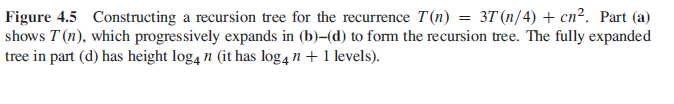 Figure 4.5 Constructing a recursion tree for the recurrence T(n) = 3T(n/4) + cn². Part (a)
shows T(n), which progressively expands in (b)–(d) to form the recursion tree. The fully expanded
tree in part (d) has height log₄ n (it has log₄ n + 1 levels).